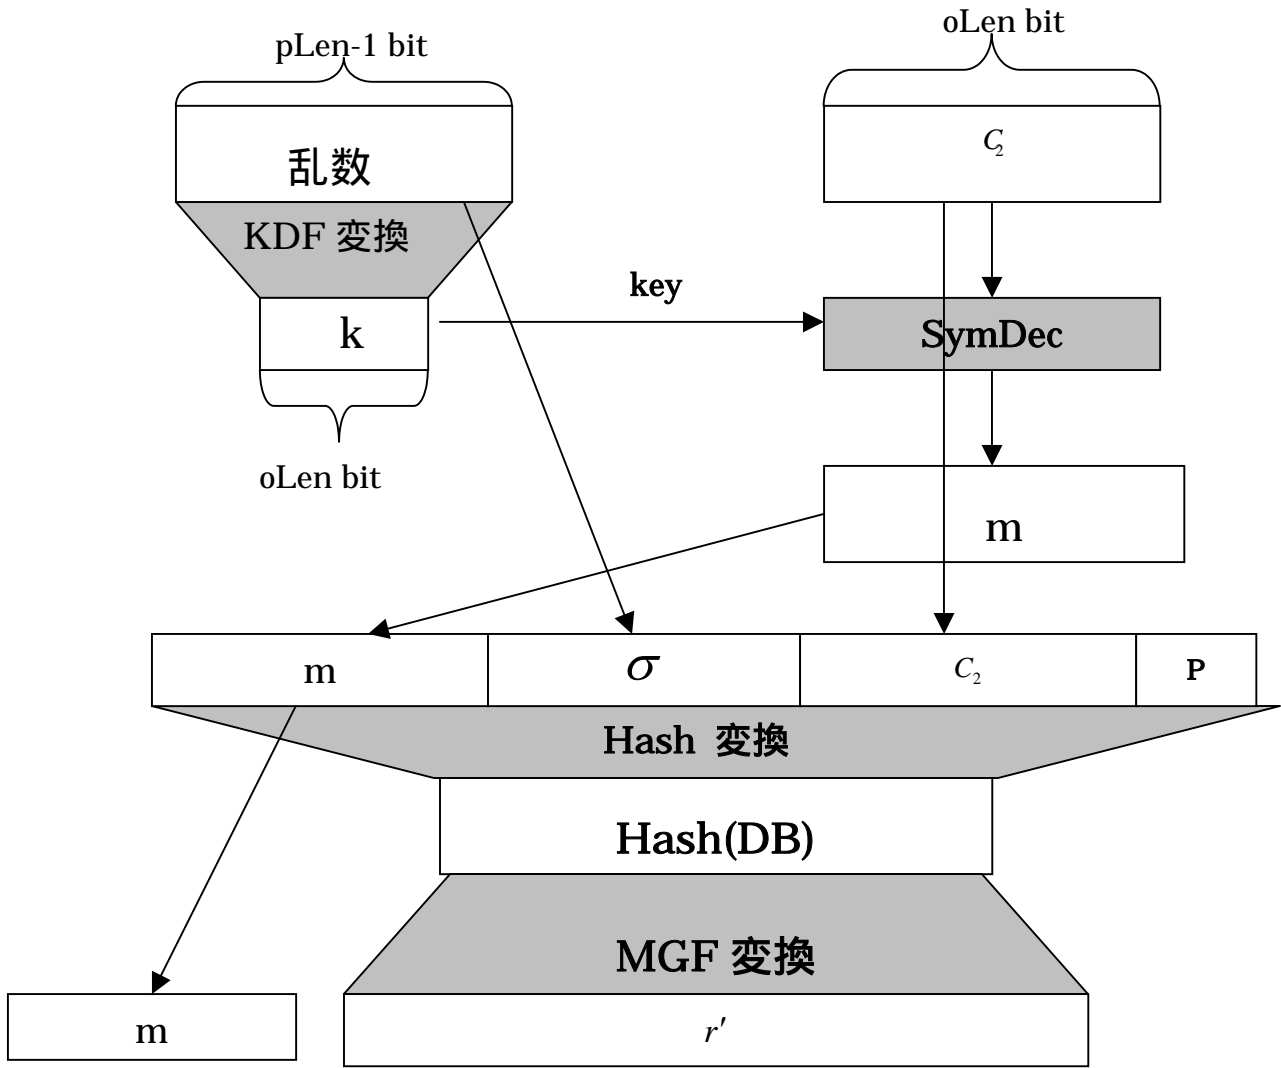 oLen bit
pLen-1 bit
C₂
乱数
KDF 変換
key
k
SymDec
oLen bit
m
m
σ
C₂
P
Hash 変換
Hash(DB)
MGF 変換
m
r′